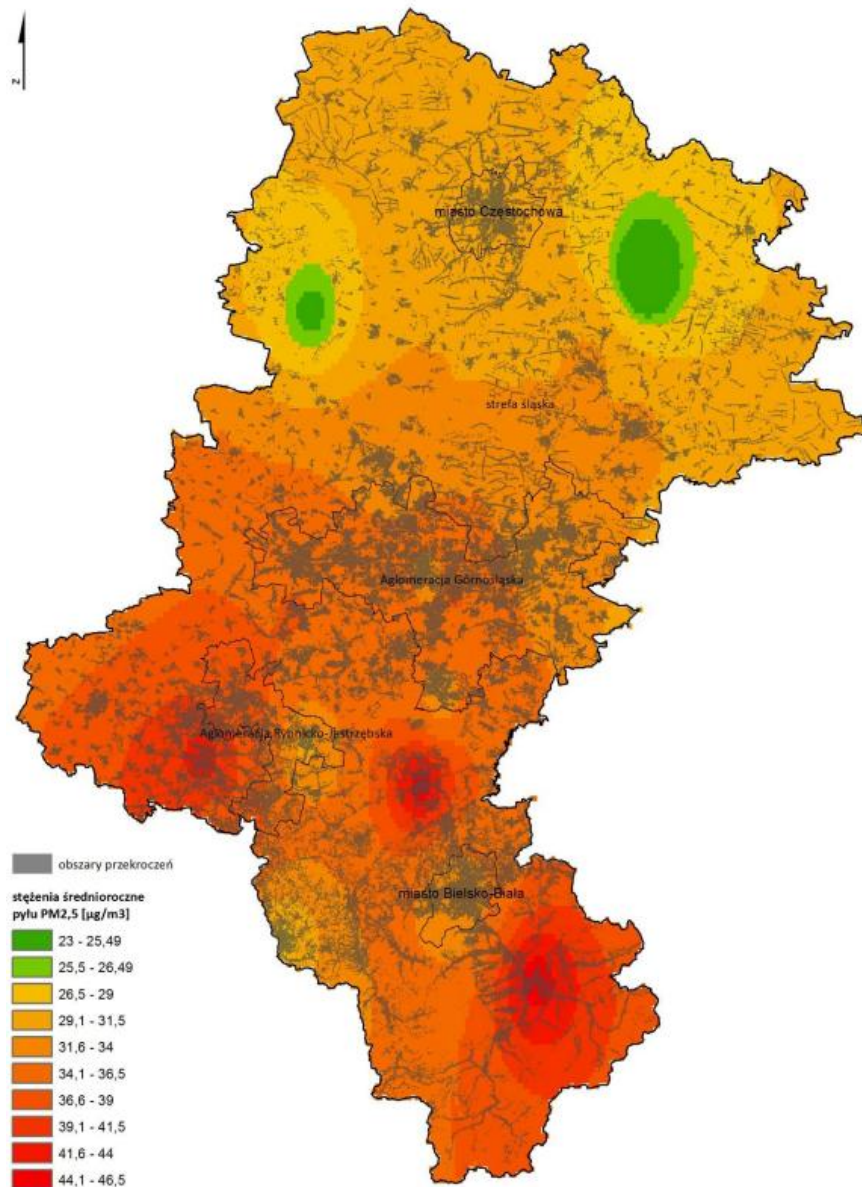 z
miasto Częstochowa
strefa śląska
Aglomeracja Górnośląska
Aglomeracja Rybnicko-Jastrzębska
miasto Bielsko-Biała
obszary przekroczeń
stężenia średnioroczne
pyłu PM2,5 [µg/m3]
23 - 25,49
25,5 - 26,49
26,5 - 29
29,1 - 31,5
31,6 - 34
34,1 - 36,5
36,6 - 39
39,1 - 41,5
41,6 - 44
44,1 - 46,5